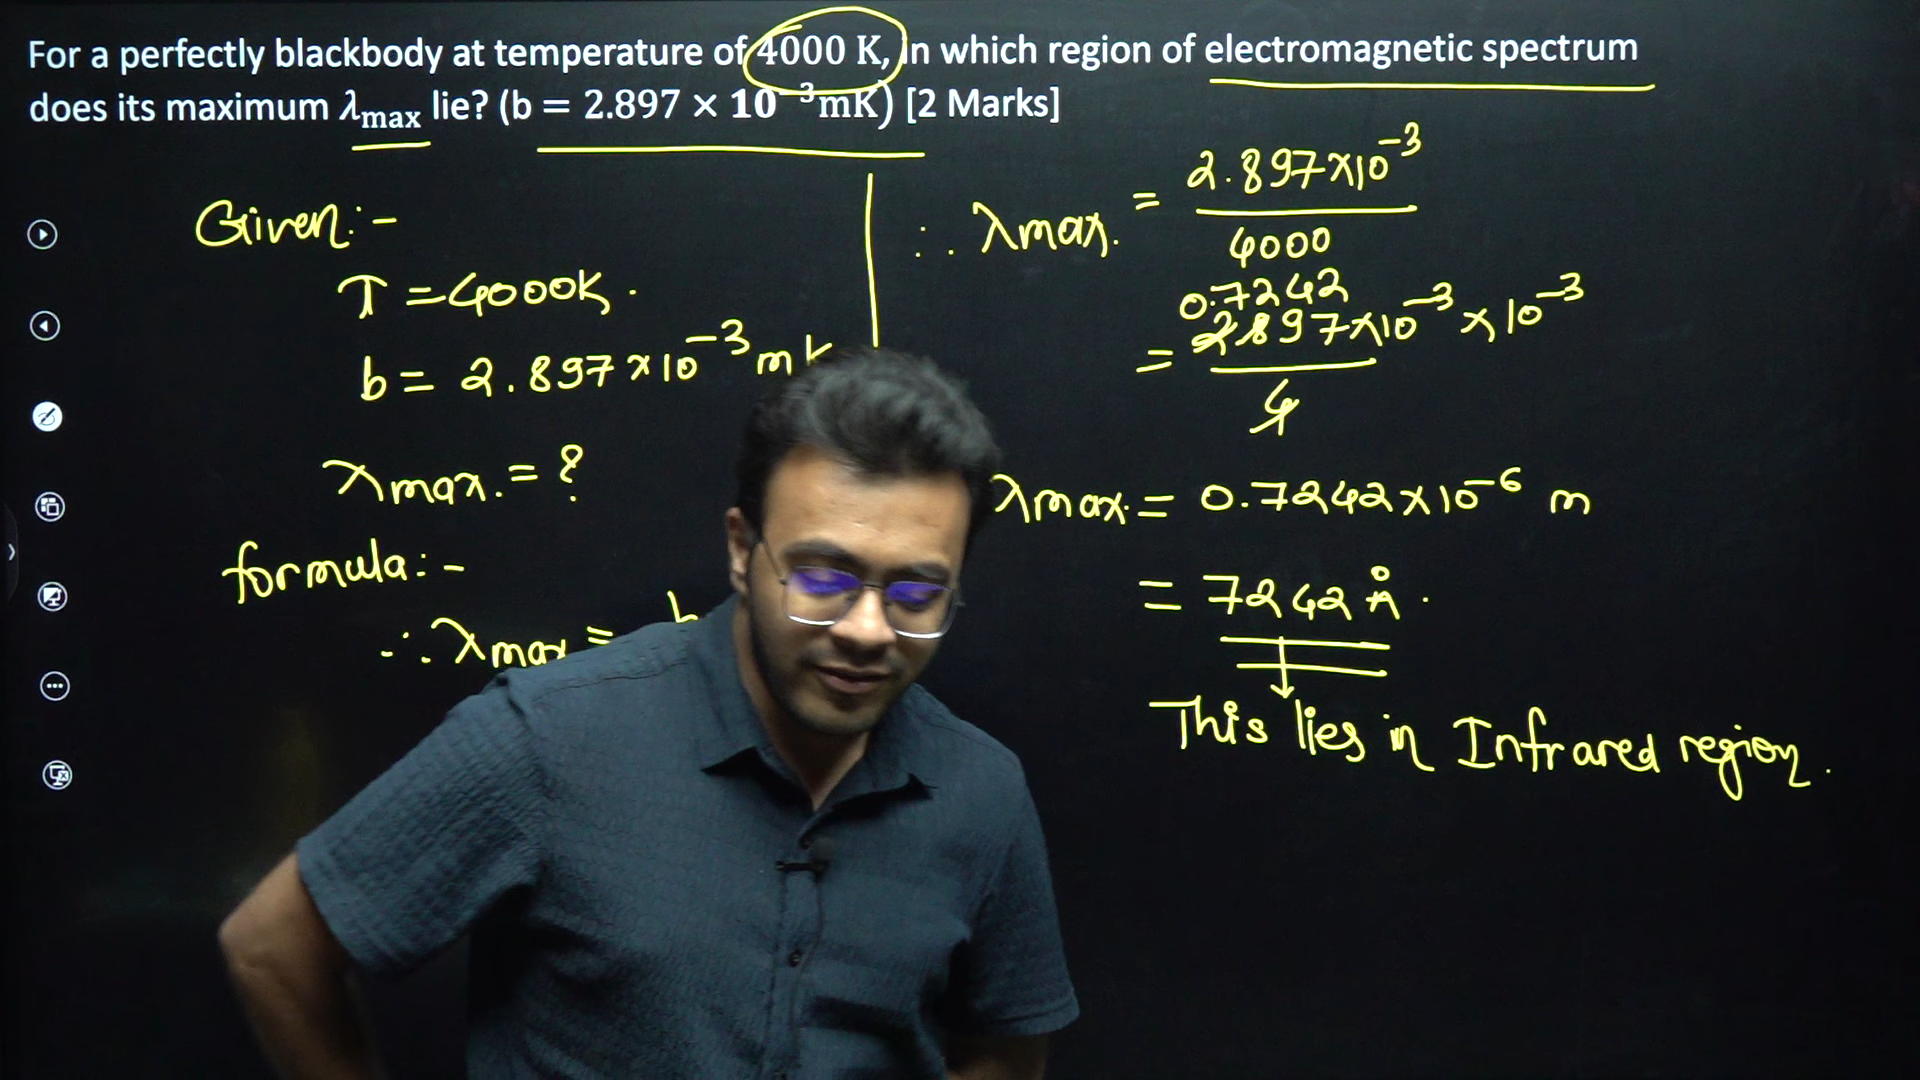 For a perfectly blackbody at temperature of 4000 K, in which region of electromagnetic spectrum
does its maximum λmax lie? (b = 2.897 × 10⁻³mK) [2 Marks]
Given:-
T = 4000K.
b = 2.897 × 10⁻³ mK
λmax. = ?
formula:-
∴ λmax = b
∴ λmax. = 2.897×10⁻³
4000
0.7242
= 2.897×10⁻³ × 10⁻³
4
λmax. = 0.7242×10⁻⁶ m
= 7242 Å.
This lies in Infrared region.